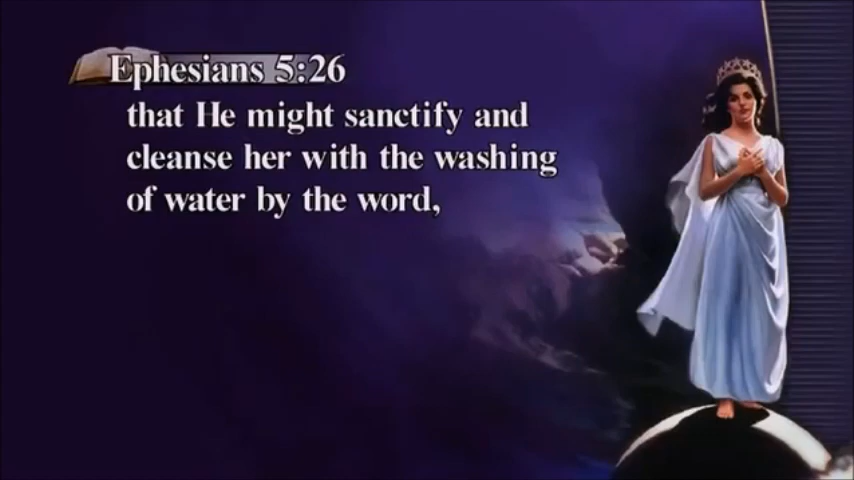 Ephesians 5:26
that He might sanctify and
cleanse her with the washing
of water by the word,